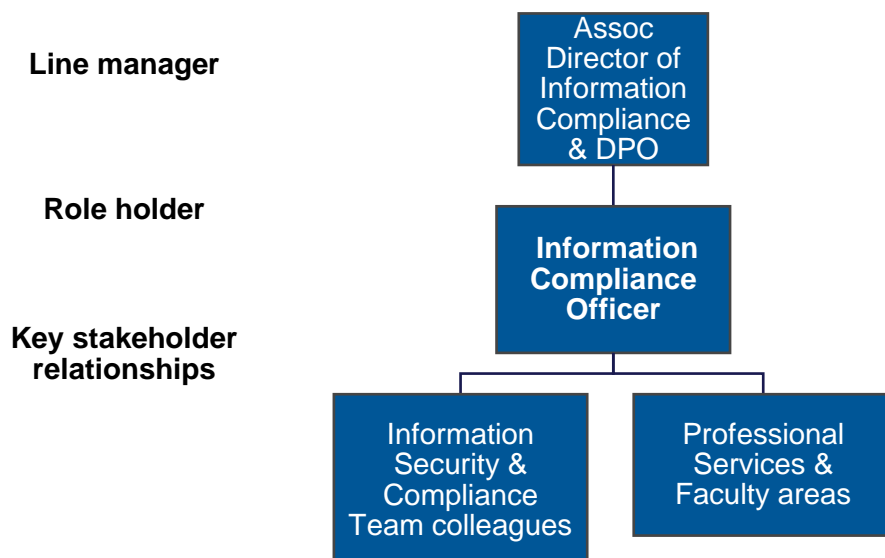 Line manager
Assoc
Director of
Information
Compliance
& DPO
Role holder
Information
Compliance
Officer
Key stakeholder
relationships
Information
Security &
Compliance
Team colleagues
Professional
Services &
Faculty areas